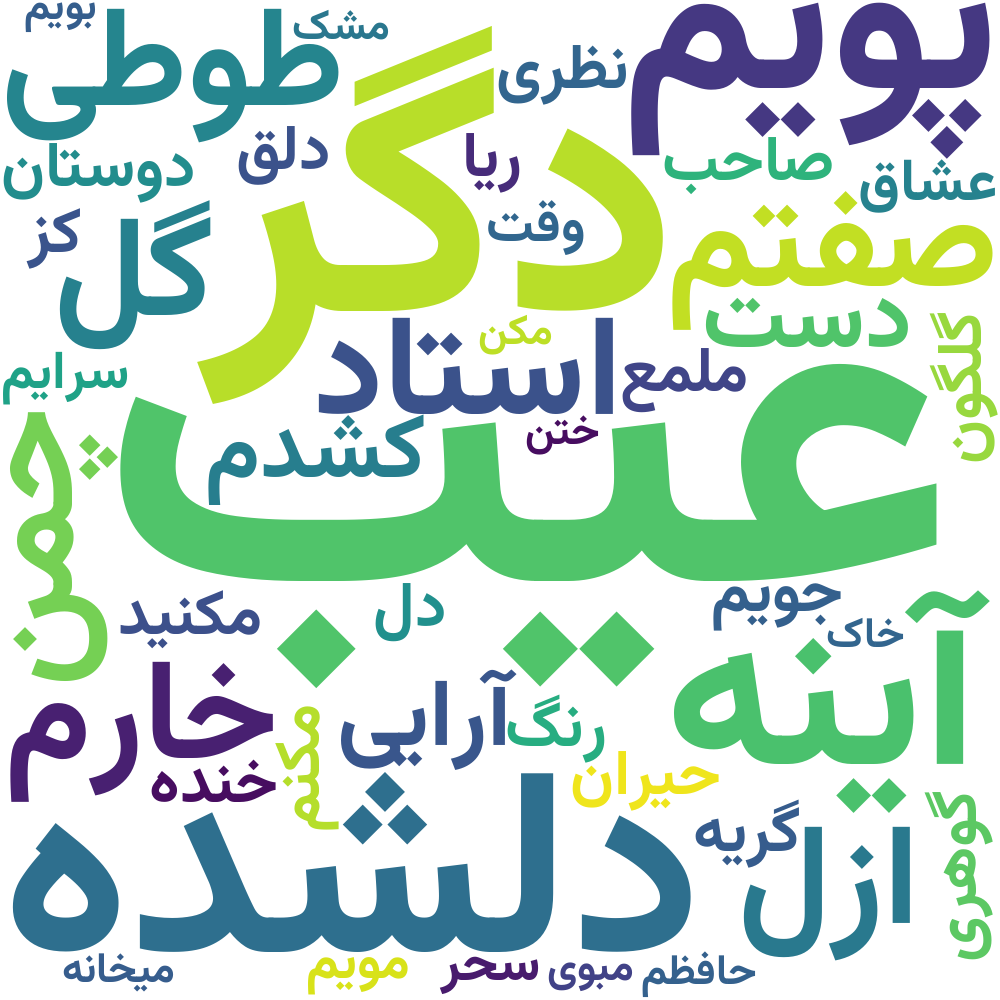 بویم
مشک
طوطی
پویم
نظری
دگر
دلق
ریا
صاحب
دوستان
عشاق
کز
گل
وقت
صفتم
دست
استاد
مکن
ملمع
گلگون
سرایم
کشدم
ختن
عیب
چمن
مکنید
دل
جویم
خاک
آینه
خارم
آرایی
رنگ
مکنم
خنده
حیران
دلشده
گریه
ازل
گوهری
میخانه
مویم
سحر
مبوی
حافظم